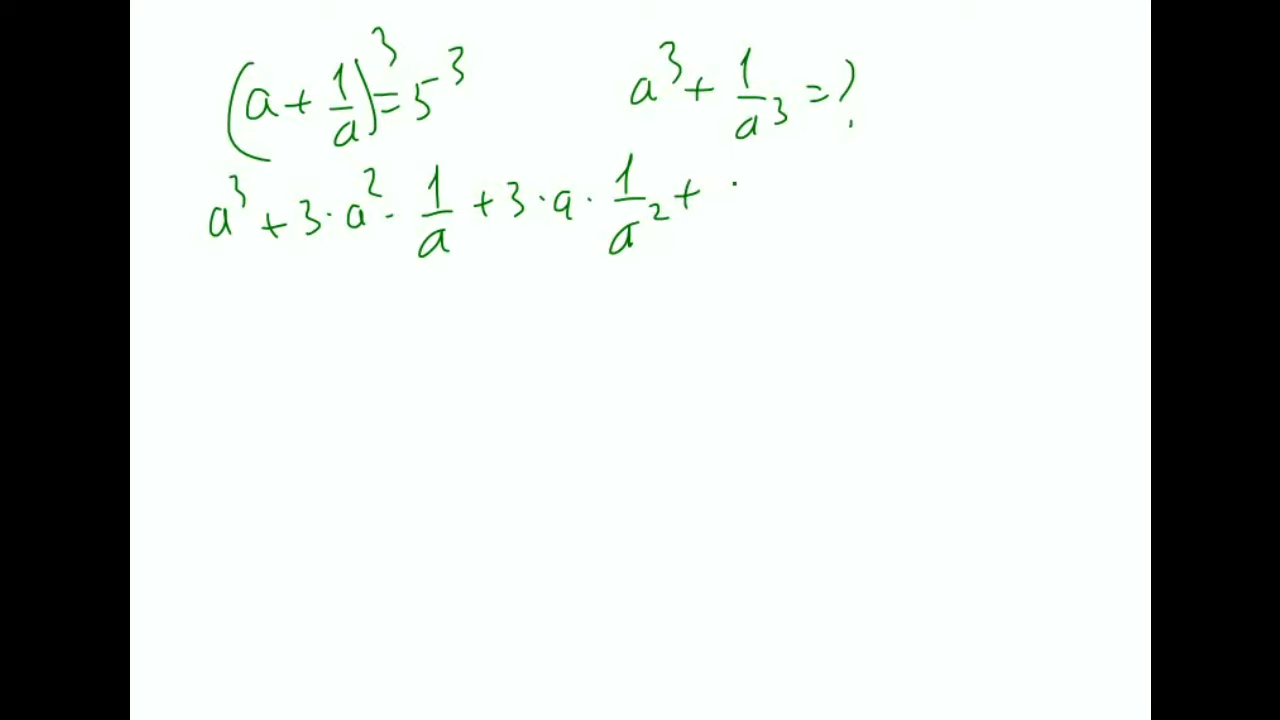 (a + 1/a)³ = 5³    a³ + 1/a³ = ?
a³ + 3 · a² · 1/a + 3 · a · 1/a² +